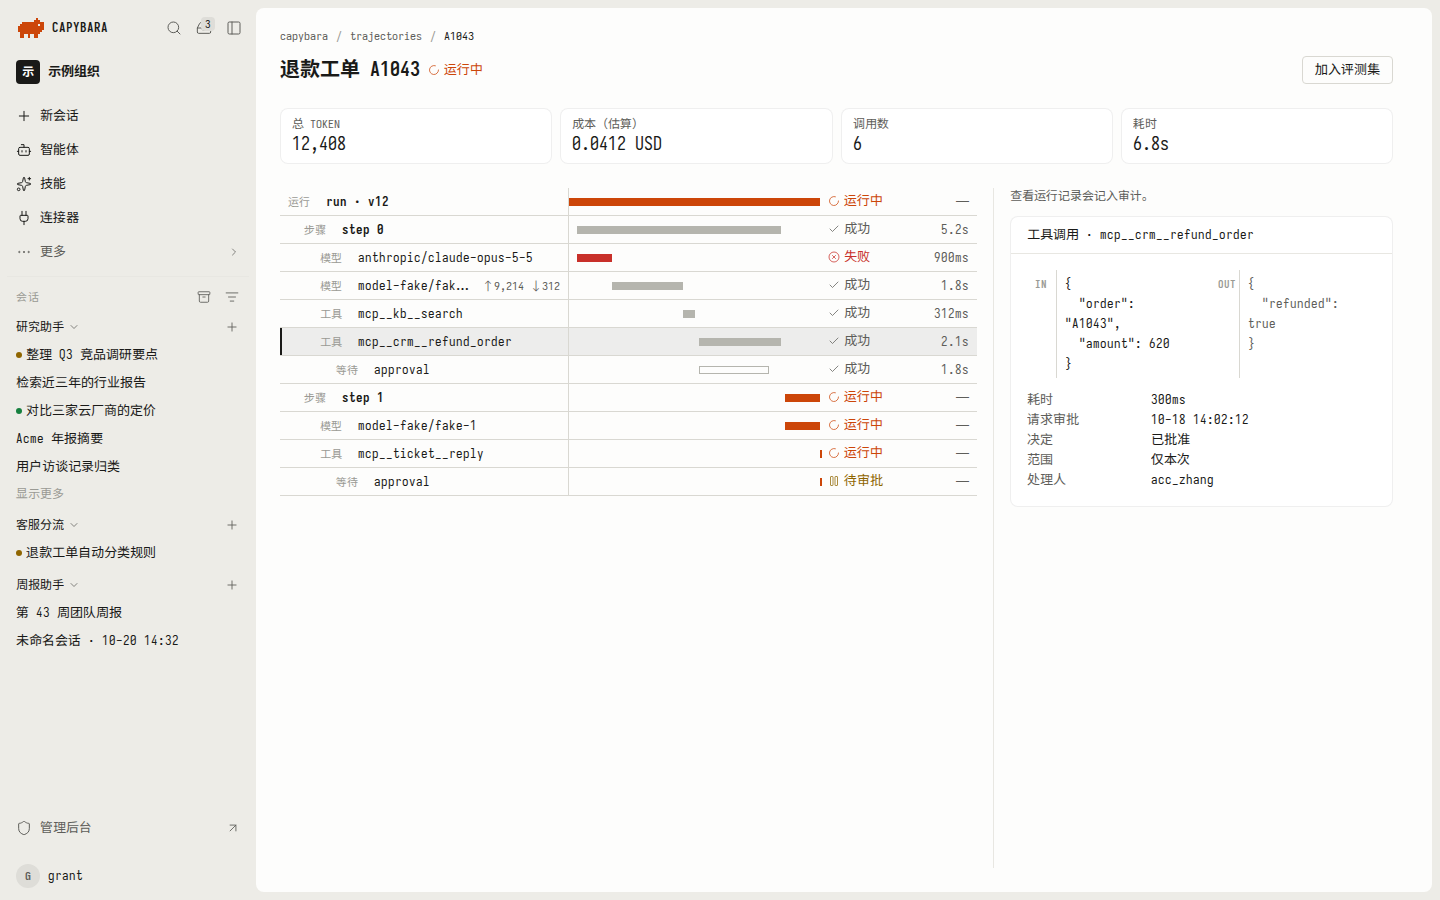 CAPYBARA
3
示 示例组织
新会话
智能体
技能
连接器
更多
会话
研究助手
整理 Q3 竞品调研要点
检索近三年的行业报告
对比三家云厂商的定价
Acme 年报摘要
用户访谈记录归类
显示更多
客服分流
退款工单自动分类规则
周报助手
第 43 周团队周报
未命名会话 · 10-20 14:32
管理后台
G grant
capybara / trajectories / A1043
退款工单 A1043 运行中
加入评测集
总 TOKEN
12,408
成本（估算）
0.0412 USD
调用数
6
耗时
6.8s
运行 run · v12 运行中 —
步骤 step 0 成功 5.2s
模型 anthropic/claude-opus-5-5 失败 900ms
模型 model-fake/fak… ↑9,214 ↓312 成功 1.8s
工具 mcp__kb__search 成功 312ms
工具 mcp__crm__refund_order 成功 2.1s
等待 approval 成功 1.8s
步骤 step 1 运行中 —
模型 model-fake/fake-1 运行中 —
工具 mcp__ticket__reply 运行中 —
等待 approval 待审批 —
查看运行记录会记入审计。
工具调用 · mcp__crm__refund_order
IN {
"order":
"A1043",
"amount": 620
}
OUT {
"refunded":
true
}
耗时 300ms
请求审批 10-18 14:02:12
决定 已批准
范围 仅本次
处理人 acc_zhang